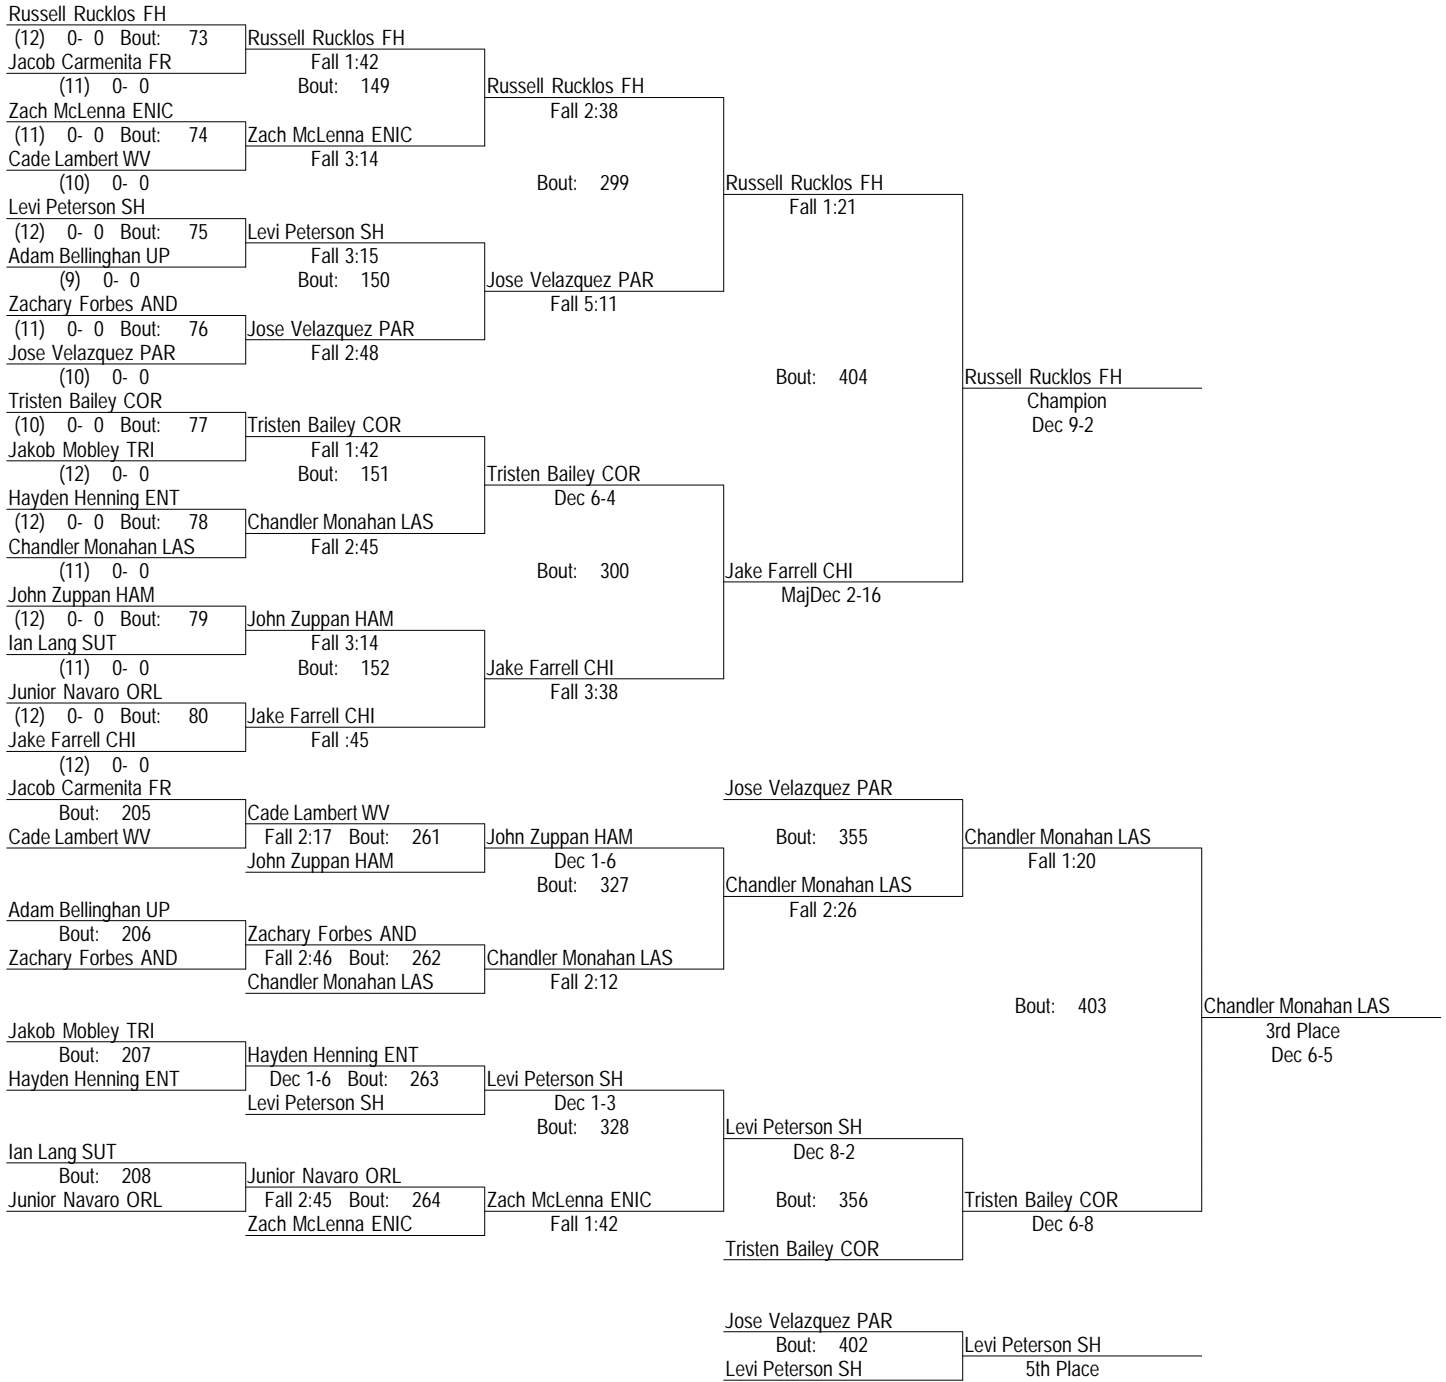 Russell Rucklos FH
(12) 0- 0 Bout: 73 Russell Rucklos FH
Jacob Carmenita FR Fall 1:42
(11) 0- 0 Bout: 149 Russell Rucklos FH
Zach McLenna ENIC Fall 2:38
(11) 0- 0 Bout: 74 Zach McLenna ENIC
Cade Lambert WV Fall 3:14
(10) 0- 0 Bout: 299 Russell Rucklos FH
Levi Peterson SH Fall 1:21
(12) 0- 0 Bout: 75 Levi Peterson SH
Adam Bellinghan UP Fall 3:15
(9) 0- 0 Bout: 150 Jose Velazquez PAR
Zachary Forbes AND Fall 5:11
(11) 0- 0 Bout: 76 Jose Velazquez PAR
Jose Velazquez PAR Fall 2:48
(10) 0- 0 Bout: 404 Russell Rucklos FH
Tristen Bailey COR Champion
(10) 0- 0 Bout: 77 Tristen Bailey COR Dec 9-2
Jakob Mobley TRI Fall 1:42
(12) 0- 0 Bout: 151 Tristen Bailey COR
Hayden Henning ENT Dec 6-4
(12) 0- 0 Bout: 78 Chandler Monahan LAS
Chandler Monahan LAS Fall 2:45
(11) 0- 0 Bout: 300 Jake Farrell CHI
John Zuppan HAM MajDec 2-16
(12) 0- 0 Bout: 79 John Zuppan HAM
Ian Lang SUT Fall 3:14
(11) 0- 0 Bout: 152 Jake Farrell CHI
Junior Navaro ORL Fall 3:38
(12) 0- 0 Bout: 80 Jake Farrell CHI
Jake Farrell CHI Fall :45
(12) 0- 0
Jacob Carmenita FR Jose Velazquez PAR
Bout: 205 Cade Lambert WV
Cade Lambert WV Fall 2:17 Bout: 261 John Zuppan HAM Bout: 355 Chandler Monahan LAS
John Zuppan HAM Dec 1-6 Fall 1:20
Bout: 327 Chandler Monahan LAS
Adam Bellinghan UP Fall 2:26
Bout: 206 Zachary Forbes AND
Zachary Forbes AND Fall 2:46 Bout: 262 Chandler Monahan LAS
Chandler Monahan LAS Fall 2:12
Bout: 403 Chandler Monahan LAS
Jakob Mobley TRI 3rd Place
Bout: 207 Hayden Henning ENT Dec 6-5
Hayden Henning ENT Dec 1-6 Bout: 263 Levi Peterson SH
Levi Peterson SH Dec 1-3
Bout: 328 Levi Peterson SH
Ian Lang SUT Dec 8-2
Bout: 208 Junior Navaro ORL
Junior Navaro ORL Fall 2:45 Bout: 264 Zach McLenna ENIC Bout: 356 Tristen Bailey COR
Zach McLenna ENIC Fall 1:42 Dec 6-8
Tristen Bailey COR
Jose Velazquez PAR
Bout: 402 Levi Peterson SH
Levi Peterson SH 5th Place